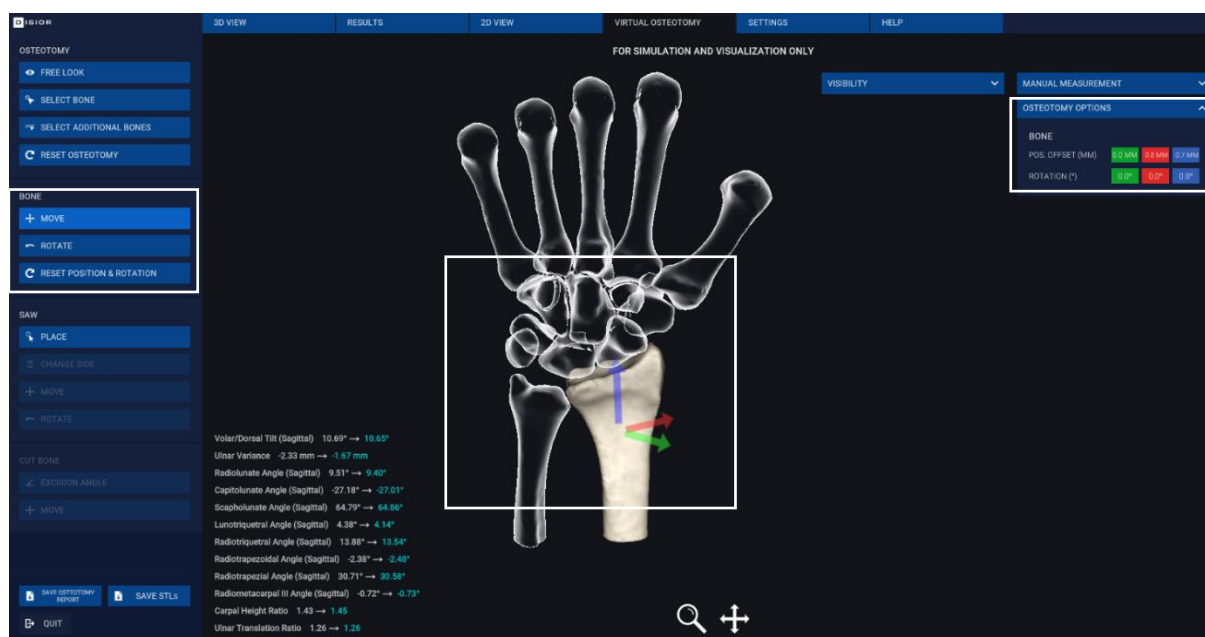 DISIOR
3D VIEW
RESULTS
2D VIEW
VIRTUAL OSTEOTOMY
SETTINGS
HELP
FOR SIMULATION AND VISUALIZATION ONLY
OSTEOTOMY
FREE LOOK
SELECT BONE
SELECT ADDITIONAL BONES
RESET OSTEOTOMY
BONE
MOVE
ROTATE
RESET POSITION & ROTATION
SAW
PLACE
CHANGE SIDE
MOVE
ROTATE
CUT BONE
EXCISION ANGLE
MOVE
SAVE OSTEOTOMY
REPORT
SAVE STLs
QUIT
VISIBILITY
MANUAL MEASUREMENT
OSTEOTOMY OPTIONS
BONE
POS. OFFSET (MM) 0.0 MM 0.8 MM 0.7 MM
ROTATION (°) 0.0° 0.0° 0.0°
Volar/Dorsal Tilt (Sagittal) 10.69° → 10.65°
Ulnar Variance -2.33 mm → -1.67 mm
Radiolunate Angle (Sagittal) 9.51° → 9.40°
Capitolunate Angle (Sagittal) -27.18° → -27.01°
Scapholunate Angle (Sagittal) 64.79° → 64.86°
Lunotriquetral Angle (Sagittal) 4.38° → 4.14°
Radiotriquetral Angle (Sagittal) 13.88° → 13.54°
Radiotrapezoidal Angle (Sagittal) -2.38° → -2.48°
Radiotrapezial Angle (Sagittal) 30.71° → 30.58°
Radiometacarpal III Angle (Sagittal) -0.72° → -0.73°
Carpal Height Ratio 1.43 → 1.45
Ulnar Translation Ratio 1.26 → 1.26